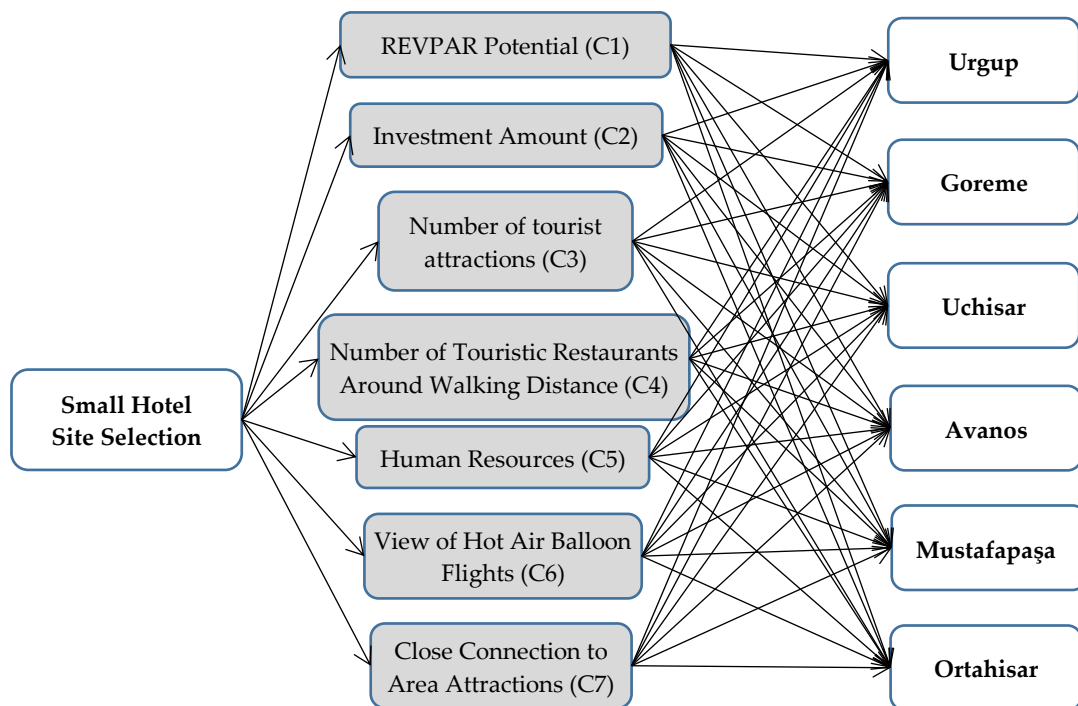 Small Hotel
Site Selection
REVPAR Potential (C1)
Investment Amount (C2)
Number of tourist
attractions (C3)
Number of Touristic Restaurants
Around Walking Distance (C4)
Human Resources (C5)
View of Hot Air Balloon
Flights (C6)
Close Connection to
Area Attractions (C7)
Urgup
Goreme
Uchisar
Avanos
Mustafapaşa
Ortahisar